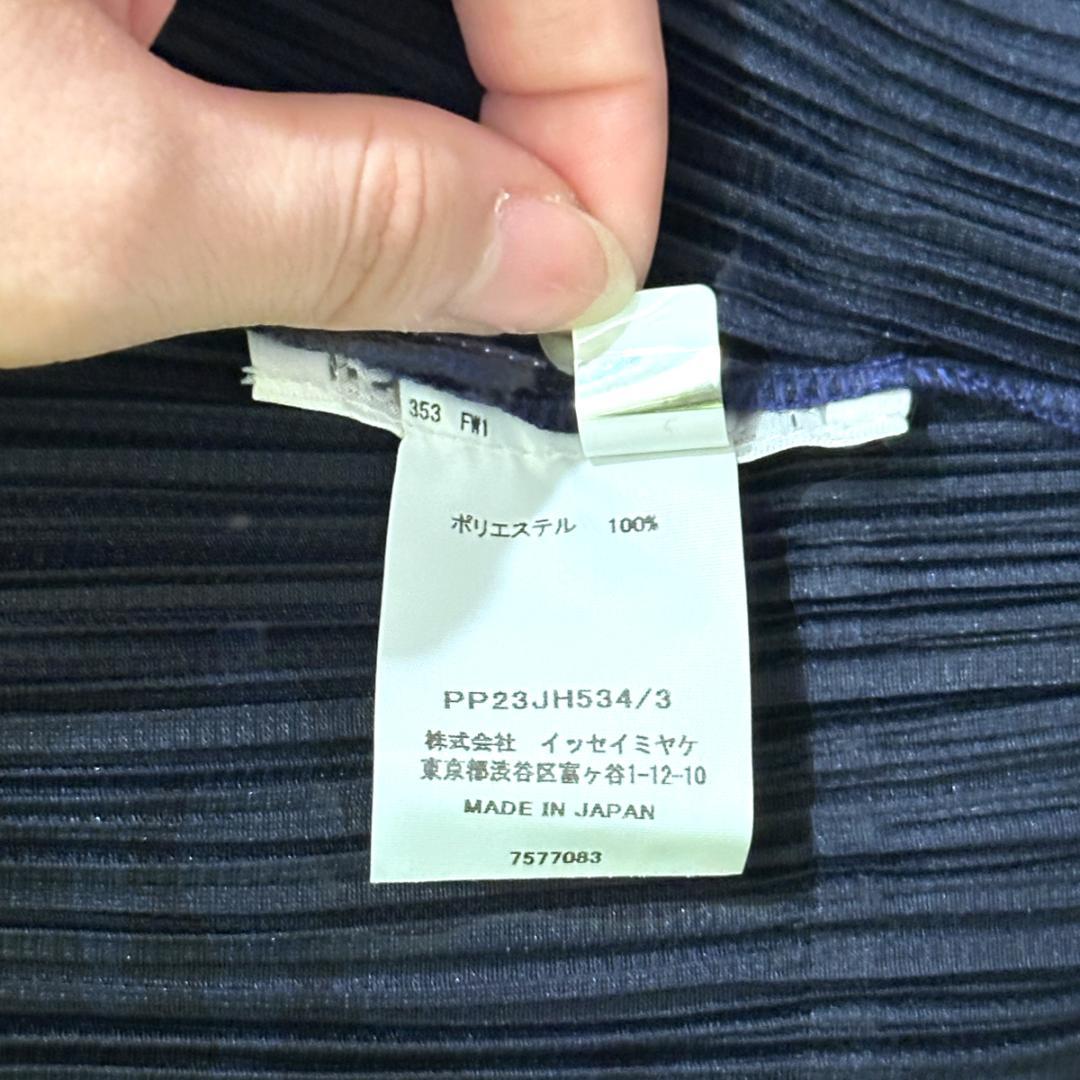 353 FW1
ポリエステル 100%
PP23JH534/3
株式会社 イッセイミヤケ
東京都渋谷区富ヶ谷1-12-10
MADE IN JAPAN
7577083